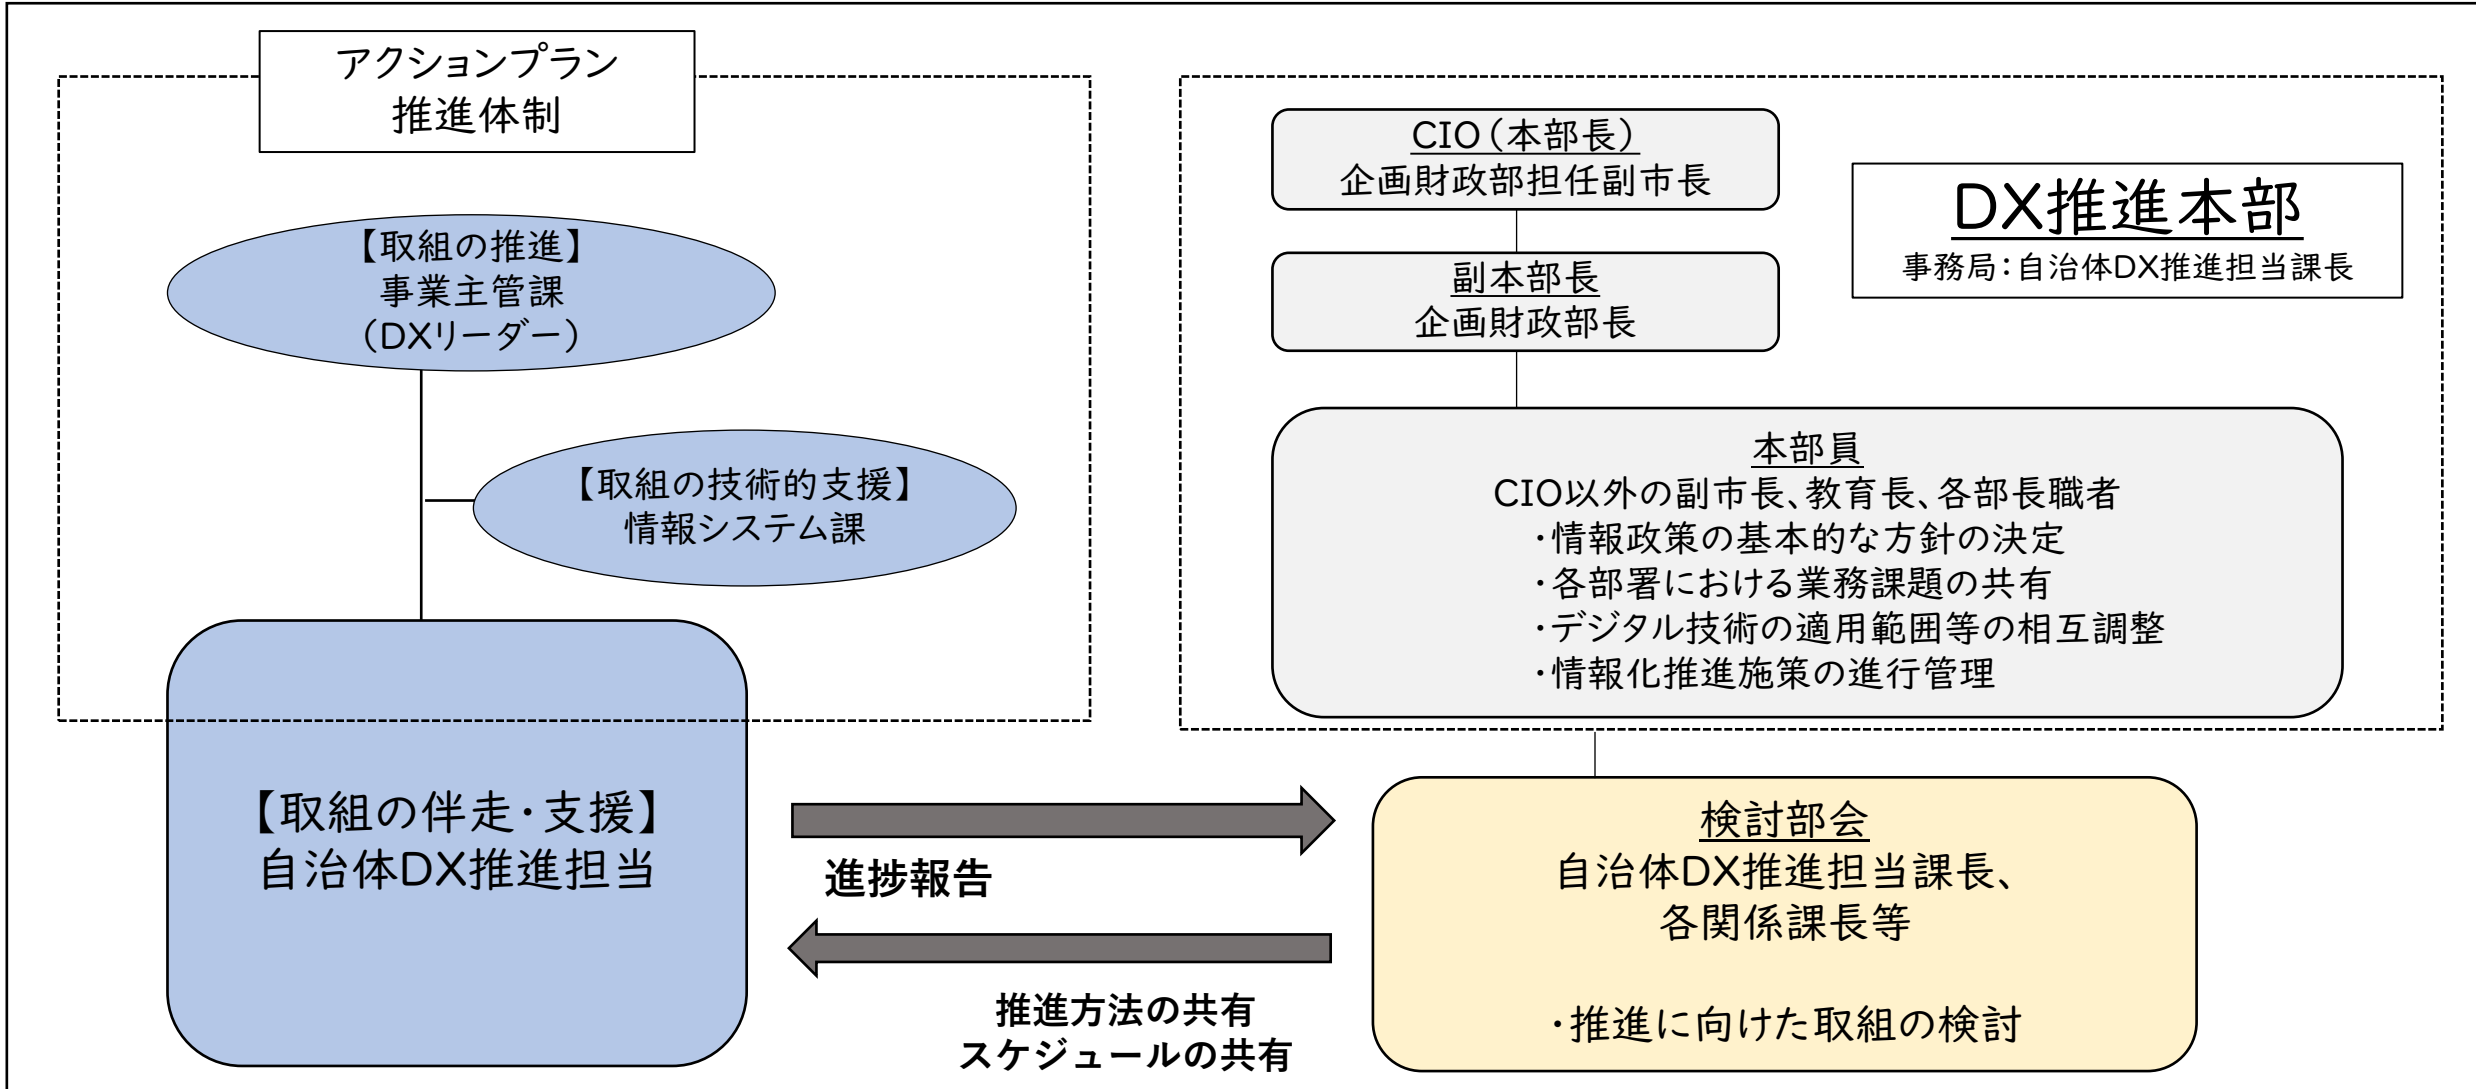 アクションプラン
推進体制
【取組の推進】
事業主管課
（DXリーダー）
【取組の技術的支援】
情報システム課
【取組の伴走・支援】
自治体DX推進担当
CIO（本部長）
企画財政部担任副市長
DX推進本部
事務局：自治体DX推進担当課長
副本部長
企画財政部長
本部員
CIO以外の副市長、教育長、各部長職者
・情報政策の基本的な方針の決定
・各部署における業務課題の共有
・デジタル技術の適用範囲等の相互調整
・情報化推進施策の進行管理
進捗報告
推進方法の共有
スケジュールの共有
検討部会
自治体DX推進担当課長、
各関係課長等
・推進に向けた取組の検討